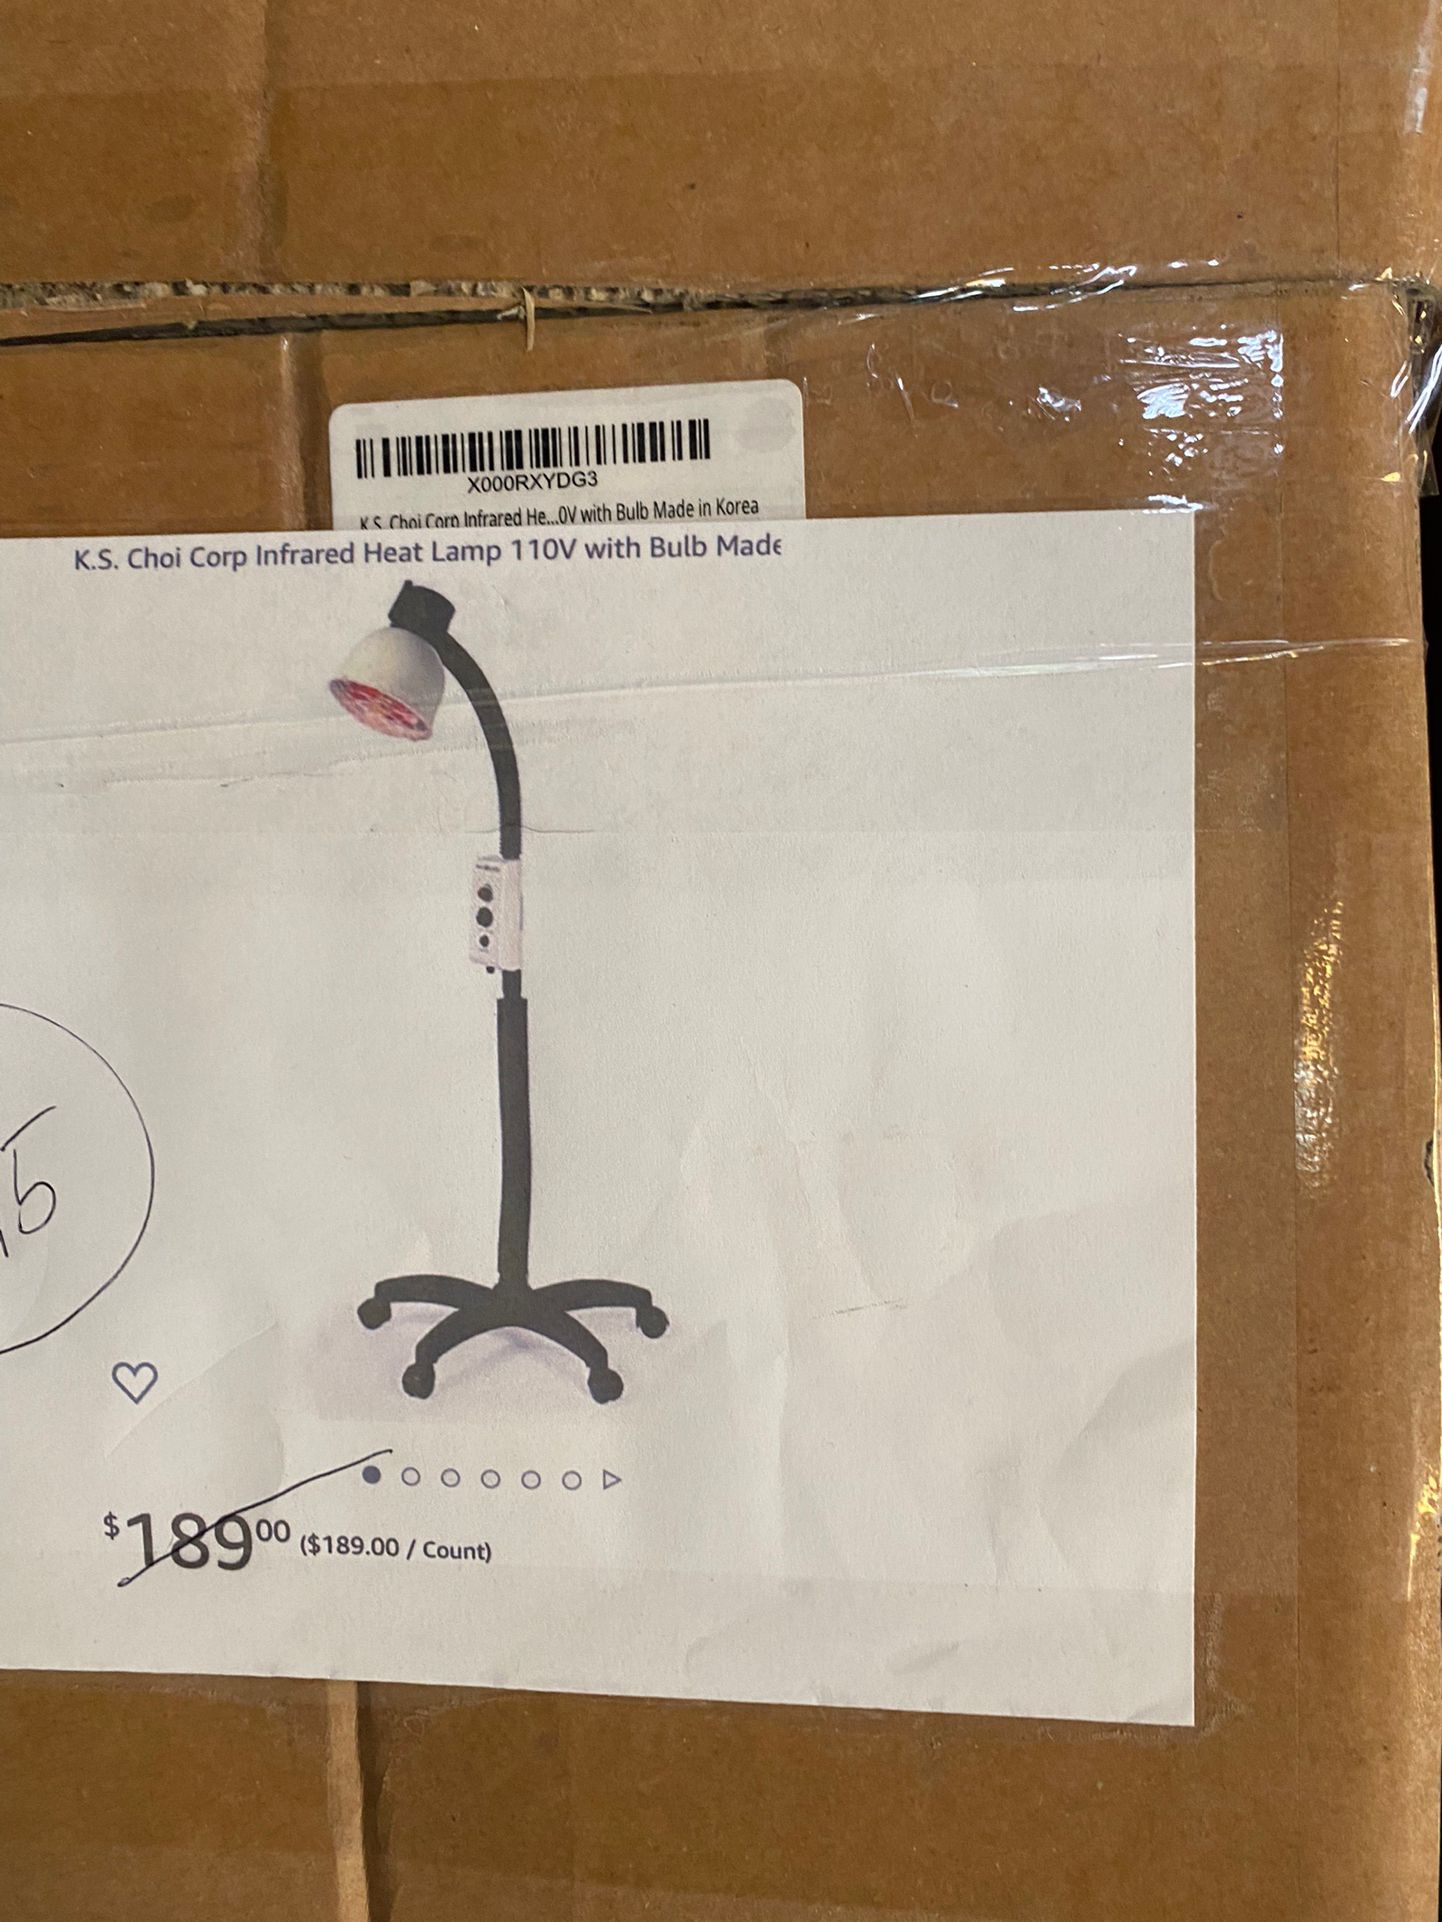 X000RXYDG3
K.S. Choi Corp Infrared He...0V with Bulb Made in Korea
K.S. Choi Corp Infrared Heat Lamp 110V with Bulb Made
5
$189⁰⁰ ($189.00 / Count)